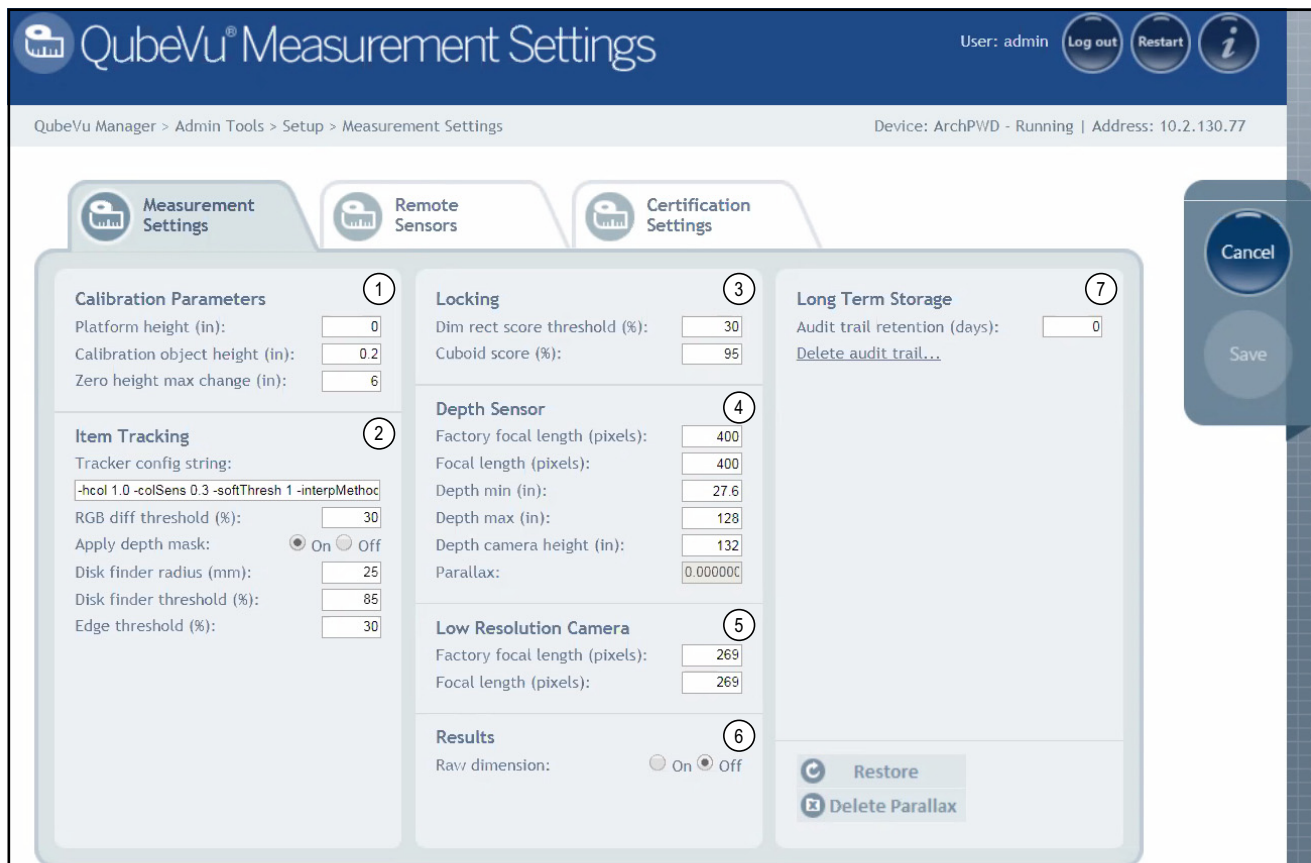 QubeVu® Measurement Settings
User: admin
Log out
Restart
i
QubeVu Manager > Admin Tools > Setup > Measurement Settings
Device: ArchPWD - Running | Address: 10.2.130.77
Measurement Settings
Remote Sensors
Certification Settings
Cancel
Save
Calibration Parameters 1
Platform height (in): 0
Calibration object height (in): 0.2
Zero height max change (in): 6
Item Tracking 2
Tracker config string:
-hcol 1.0 -colSens 0.3 -softThresh 1 -interpMethod
RGB diff threshold (%): 30
Apply depth mask: On Off
Disk finder radius (mm): 25
Disk finder threshold (%): 85
Edge threshold (%): 30
Locking 3
Dim rect score threshold (%): 30
Cuboid score (%): 95
Depth Sensor 4
Factory focal length (pixels): 400
Focal length (pixels): 400
Depth min (in): 27.6
Depth max (in): 128
Depth camera height (in): 132
Parallax: 0.000000
Low Resolution Camera 5
Factory focal length (pixels): 269
Focal length (pixels): 269
Results 6
Raw dimension: On Off
Long Term Storage 7
Audit trail retention (days): 0
Delete audit trail...
Restore
Delete Parallax